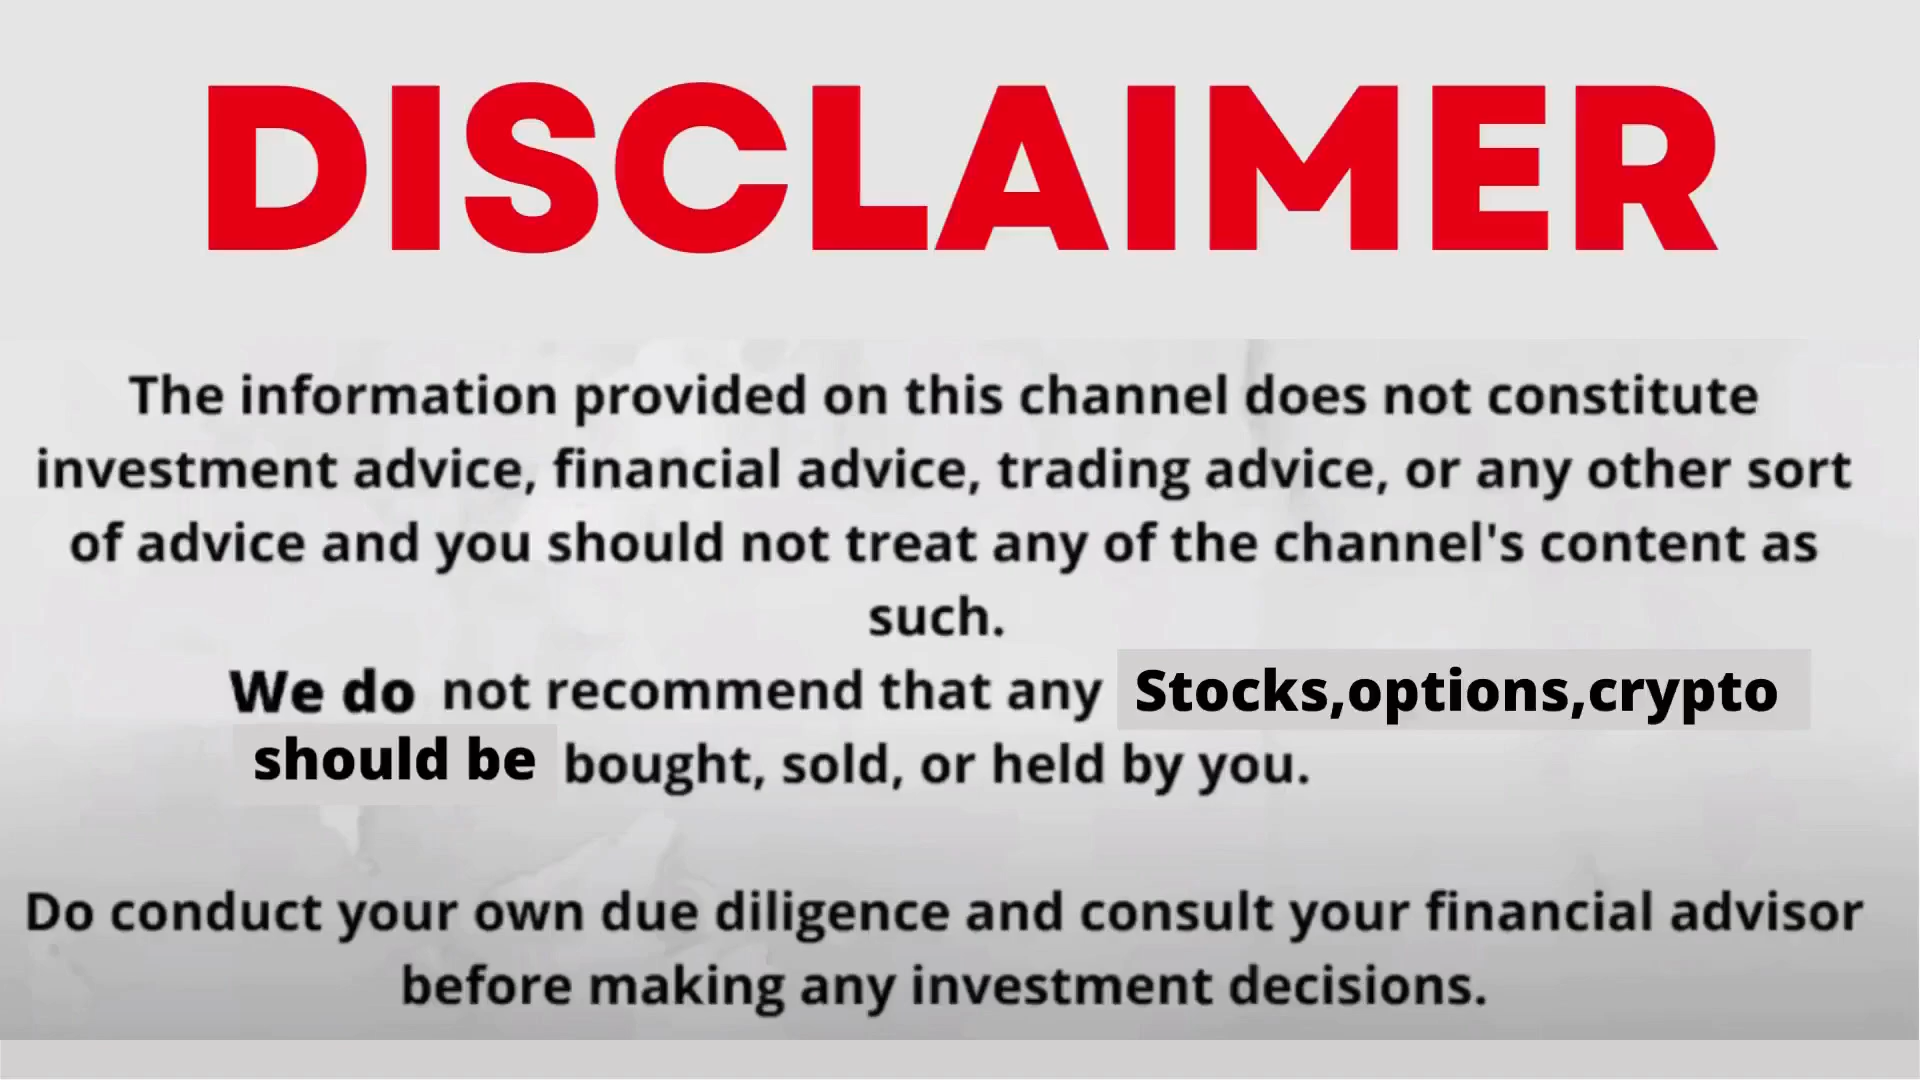 DISCLAIMER
The information provided on this channel does not constitute
investment advice, financial advice, trading advice, or any other sort
of advice and you should not treat any of the channel's content as
such.
We do not recommend that any Stocks,options,crypto
should be bought, sold, or held by you.
Do conduct your own due diligence and consult your financial advisor
before making any investment decisions.